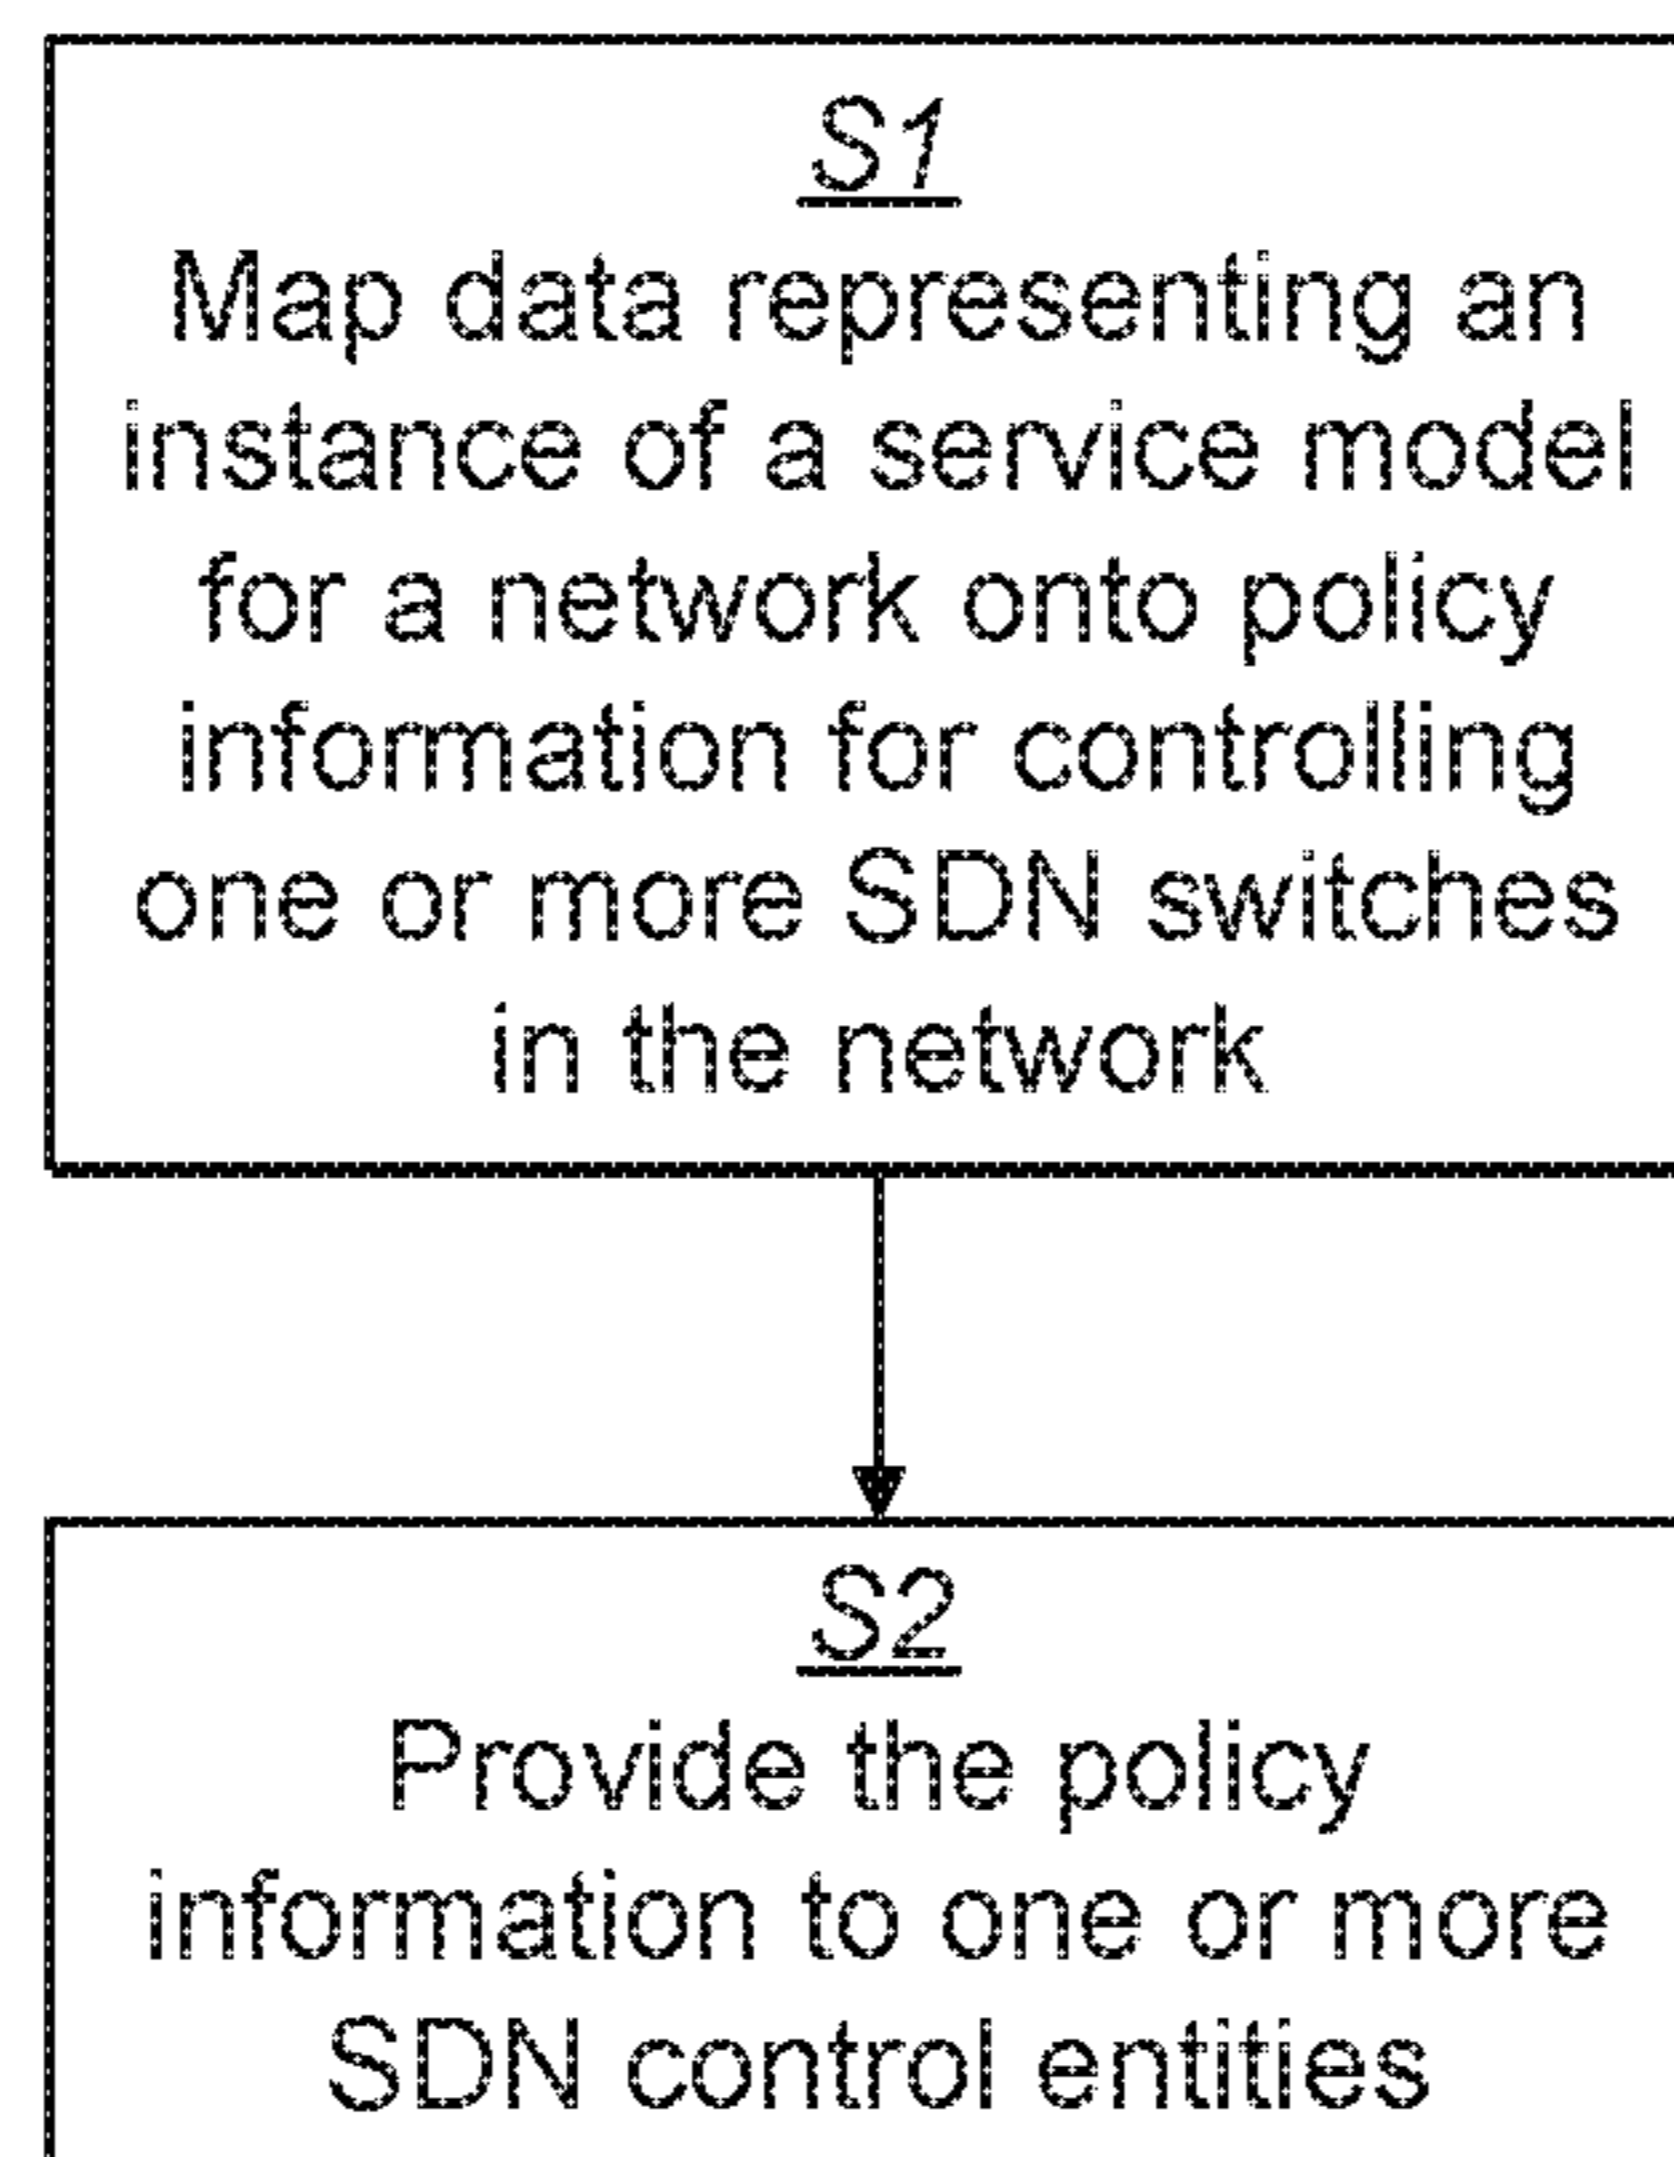 S1
Map data representing an
instance of a service model
for a network onto policy
information for controlling
one or more SDN switches
in the network
S2
Provide the policy
information to one or more
SDN control entities